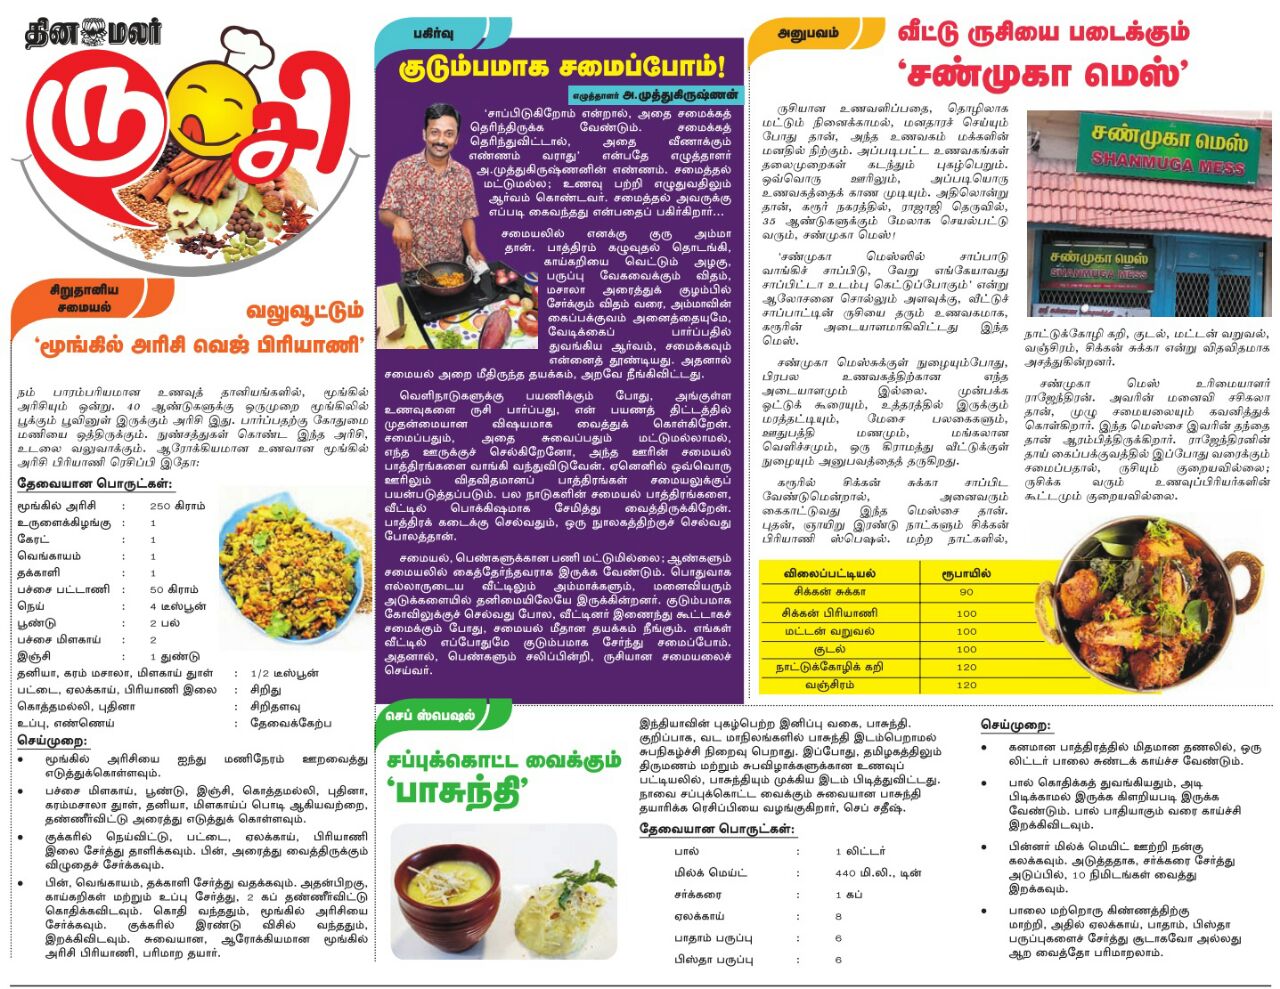 தினமலர்
ருசி
சிறுதானிய
சமையல்
வலுவூட்டும்
‘மூங்கில் அரிசி வெஜ் பிரியாணி’
நம் பாரம்பரியமான உணவுத் தானியங்களில், மூங்கில்
அரிசியும் ஒன்று. 40 ஆண்டுகளுக்கு ஒருமுறை மூங்கிலில்
பூக்கும் பூவினுள் இருக்கும் அரிசி இது. பார்ப்பதற்கு கோதுமை
மணியை ஒத்திருக்கும். நுண்சத்துகள் கொண்ட இந்த அரிசி,
உடலை வலுவாக்கும். ஆரோக்கியமான உணவான மூங்கில்
அரிசி பிரியாணி ரெசிப்பி இதோ:
தேவையான பொருட்கள்:
மூங்கில் அரிசி : 250 கிராம்
உருளைக்கிழங்கு : 1
கேரட் : 1
வெங்காயம் : 1
தக்காளி : 1
பச்சை பட்டாணி : 50 கிராம்
நெய் : 4 டீஸ்பூன்
பூண்டு : 2 பல்
பச்சை மிளகாய் : 2
இஞ்சி : 1 துண்டு
தனியா, கரம் மசாலா, மிளகாய் தூள் : 1/2 டீஸ்பூன்
பட்டை, ஏலக்காய், பிரியாணி இலை : சிறிது
கொத்தமல்லி, புதினா : சிறிதளவு
உப்பு, எண்ணெய் : தேவைக்கேற்ப
செய்முறை:
• மூங்கில் அரிசியை ஐந்து மணிநேரம் ஊறவைத்து
எடுத்துக்கொள்ளவும்.
• பச்சை மிளகாய், பூண்டு, இஞ்சி, கொத்தமல்லி, புதினா,
கரம்மசாலா தூள், தனியா, மிளகாய்ப் பொடி ஆகியவற்றை,
தண்ணீர்விட்டு அரைத்து எடுத்துக் கொள்ளவும்.
• குக்கரில் நெய்விட்டு, பட்டை, ஏலக்காய், பிரியாணி
இலை சேர்த்து தாளிக்கவும். பின், அரைத்து வைத்திருக்கும்
விழுதைச் சேர்க்கவும்.
• பின், வெங்காயம், தக்காளி சேர்த்து வதக்கவும். அதன்பிறகு,
காய்கறிகள் மற்றும் உப்பு சேர்த்து, 2 கப் தண்ணீர்விட்டு
கொதிக்கவிடவும். கொதி வந்ததும், மூங்கில் அரிசியை
சேர்க்கவும். குக்கரில் இரண்டு விசில் வந்ததும்,
இறக்கிவிடவும். சுவையான, ஆரோக்கியமான மூங்கில்
அரிசி பிரியாணி, பரிமாற தயார்.
பகிர்வு
குடும்பமாக சமைப்போம்!
எழுத்தாளர் அ.முத்துகிருஷ்ணன்
‘சாப்பிடுகிறோம் என்றால், அதை சமைக்கத்
தெரிந்திருக்க வேண்டும். சமைக்கத்
தெரிந்துவிட்டால், அதை வீணாக்கும்
எண்ணம் வராது’ என்பதே எழுத்தாளர்
அ.முத்துகிருஷ்ணனின் எண்ணம். சமைத்தல்
மட்டுமல்ல; உணவு பற்றி எழுதுவதிலும்
ஆர்வம் கொண்டவர். சமைத்தல் அவருக்கு
எப்படி கைவந்தது என்பதைப் பகிர்கிறார்...
சமையலில் எனக்கு குரு அம்மா
தான். பாத்திரம் கழுவுதல் தொடங்கி,
காய்கறியை வெட்டும் அழகு,
பருப்பு வேகவைக்கும் விதம்,
மசாலா அரைத்துக் குழம்பில்
சேர்க்கும் விதம் வரை, அம்மாவின்
கைப்பக்குவம் அனைத்தையுமே,
வேடிக்கைப் பார்ப்பதில்
துவங்கிய ஆர்வம், சமைக்கவும்
என்னைத் தூண்டியது. அதனால்
சமையல் அறை மீதிருந்த தயக்கம், அறவே நீங்கிவிட்டது.
வெளிநாடுகளுக்கு பயணிக்கும் போது, அங்குள்ள
உணவுகளை ருசி பார்ப்பது, என் பயணத் திட்டத்தில்
முதன்மையான விஷயமாக வைத்துக் கொள்கிறேன்.
சமைப்பதும், அதை சுவைப்பதும் மட்டுமல்லாமல்,
எந்த ஊருக்குச் செல்கிறேனோ, அந்த ஊரின் சமையல்
பாத்திரங்களை வாங்கி வந்துவிடுவேன். ஏனெனில் ஒவ்வொரு
ஊரிலும் விதவிதமானப் பாத்திரங்கள் சமையலுக்குப்
பயன்படுத்தப்படும். பல நாடுகளின் சமையல் பாத்திரங்களை,
வீட்டில் பொக்கிஷமாக சேமித்து வைத்திருக்கிறேன்.
பாத்திரக் கடைக்கு செல்வதும், ஒரு நூலகத்திற்குச் செல்வது
போலத்தான்.
சமையல், பெண்களுக்கான பணி மட்டுமில்லை; ஆண்களும்
சமையலில் கைத்தேர்ந்தவராக இருக்க வேண்டும். பொதுவாக
எல்லாருடைய வீட்டிலும் அம்மாக்களும், மனைவியரும்
அடுக்களையில் தனிமையிலேயே இருக்கின்றனர். குடும்பமாக
கோவிலுக்குச் செல்வது போல, வீட்டினர் இணைந்து கூட்டாகச்
சமைக்கும் போது, சமையல் மீதான தயக்கம் நீங்கும். எங்கள்
வீட்டில் எப்போதுமே குடும்பமாக சேர்ந்து சமைப்போம்.
அதனால், பெண்களும் சலிப்பின்றி, ருசியான சமையலைச்
செய்வர்.
அனுபவம்
வீட்டு ருசியை படைக்கும்
‘சண்முகா மெஸ்’
ருசியான உணவளிப்பதை, தொழிலாக
மட்டும் நினைக்காமல், மனதாரச் செய்யும்
போது தான், அந்த உணவகம் மக்களின்
மனதில் நிற்கும். அப்படிபட்ட உணவகங்கள்
தலைமுறைகள் கடந்தும் புகழ்பெறும்.
ஒவ்வொரு ஊரிலும், அப்படியொரு
உணவகத்தைக் காண முடியும். அதிலொன்று
தான், கரூர் நகரத்தில், ராஜாஜி தெருவில்,
35 ஆண்டுகளுக்கும் மேலாக செயல்பட்டு
வரும், சண்முகா மெஸ்!
‘சண்முகா மெஸ்ஸில் சாப்பாடு
வாங்கிச் சாப்பிடு, வேறு எங்கேயாவது
சாப்பிட்டா உடம்பு கெட்டுப்போகும்’ என்று
ஆலோசனை சொல்லும் அளவுக்கு, வீட்டுச்
சாப்பாட்டின் ருசியை தரும் உணவகமாக,
கரூரின் அடையாளமாகிவிட்டது இந்த
மெஸ்.
சண்முகா மெஸ்சுக்குள் நுழையும்போது,
பிரபல உணவகத்திற்கான எந்த
அடையாளமும் இல்லை. முன்பக்க
ஓட்டுக் கூரையும், உத்தரத்தில் இருக்கும்
மரத்தட்டியும், மேசை பலகைகளும்,
ஊதுபத்தி மணமும், மங்கலான
வெளிச்சமும், ஒரு கிராமத்து வீட்டுக்குள்
நுழையும் அனுபவத்தைத் தருகிறது.
கரூரில் சிக்கன் சுக்கா சாப்பிட
வேண்டுமென்றால், அனைவரும்
கைகாட்டுவது இந்த மெஸ்சை தான்.
புதன், ஞாயிறு இரண்டு நாட்களும் சிக்கன்
பிரியாணி ஸ்பெஷல். மற்ற நாட்களில்,
சண்முகா மெஸ்
SHANMUGA MESS
சண்முகா மெஸ்
SHANMUGA MESS
நாட்டுக்கோழி கறி, குடல், மட்டன் வறுவல்,
வஞ்சிரம், சிக்கன் சுக்கா என்று விதவிதமாக
அசத்துகின்றனர்.
சண்முகா மெஸ் உரிமையாளர்
ராஜேந்திரன். அவரின் மனைவி சசிகலா
தான், முழு சமையலையும் கவனித்துக்
கொள்கிறார். இந்த மெஸ்சை இவரின் தந்தை
தான் ஆரம்பித்திருக்கிறார். ராஜேந்திரனின்
தாய் கைப்பக்குவத்தில் இப்போது வரைக்கும்
சமைப்பதால், ருசியும் குறையவில்லை;
ருசிக்க வரும் உணவுப்பிரியர்களின்
கூட்டமும் குறையவில்லை.
விலைப்பட்டியல் ரூபாயில்
சிக்கன் சுக்கா 90
சிக்கன் பிரியாணி 100
மட்டன் வறுவல் 100
குடல் 100
நாட்டுக்கோழிக் கறி 120
வஞ்சிரம் 120
செப் ஸ்பெஷல்
சப்புக்கொட்ட வைக்கும்
‘பாசுந்தி’
இந்தியாவின் புகழ்பெற்ற இனிப்பு வகை, பாசுந்தி.
குறிப்பாக, வட மாநிலங்களில் பாசுந்தி இடம்பெறாமல்
சுபநிகழ்ச்சி நிறைவு பெறாது. இப்போது, தமிழகத்திலும்
திருமணம் மற்றும் சுபவிழாக்களுக்கான உணவுப்
பட்டியலில், பாசுந்தியும் முக்கிய இடம் பிடித்துவிட்டது.
நாவை சப்புக்கொட்ட வைக்கும் சுவையான பாசுந்தி
தயாரிக்க ரெசிப்பியை வழங்குகிறார், செப் சதீஷ்.
தேவையான பொருட்கள்:
பால் : 1 லிட்டர்
மில்க் மெய்ட் : 440 மி.லி., டின்
சர்க்கரை : 1 கப்
ஏலக்காய் : 8
பாதாம் பருப்பு : 6
பிஸ்தா பருப்பு : 6
செய்முறை:
• கனமான பாத்திரத்தில் மிதமான தணலில், ஒரு
லிட்டர் பாலை சுண்டக் காய்ச்ச வேண்டும்.
• பால் கொதிக்கத் துவங்கியதும், அடி
பிடிக்காமல் இருக்க கிளறியபடி இருக்க
வேண்டும். பால் பாதியாகும் வரை காய்ச்சி
இறக்கிவிடவும்.
• பின்னர் மில்க் மெயிட் ஊற்றி நன்கு
கலக்கவும். அடுத்ததாக, சர்க்கரை சேர்த்து
அடுப்பில், 10 நிமிடங்கள் வைத்து
இறக்கவும்.
• பாலை மற்றொரு கிண்ணத்திற்கு
மாற்றி, அதில் ஏலக்காய், பாதாம், பிஸ்தா
பருப்புகளைச் சேர்த்து சூடாகவோ அல்லது
ஆற வைத்தோ பரிமாறலாம்.